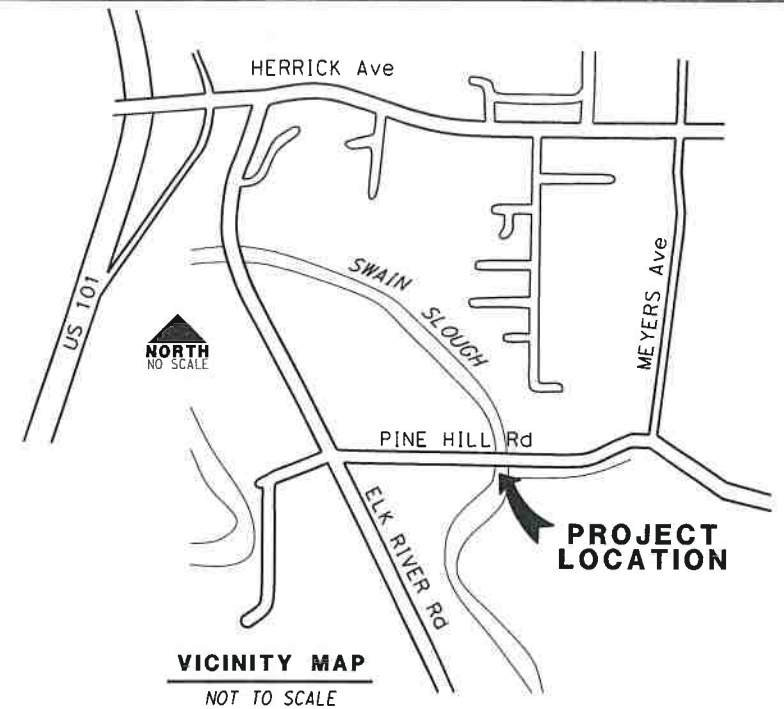 HERRICK Ave
US 101
SWAIN SLOUGH
MEYERS Ave
NORTH
NO SCALE
PINE HILL Rd
ELK RIVER Rd
PROJECT
LOCATION
VICINITY MAP
NOT TO SCALE